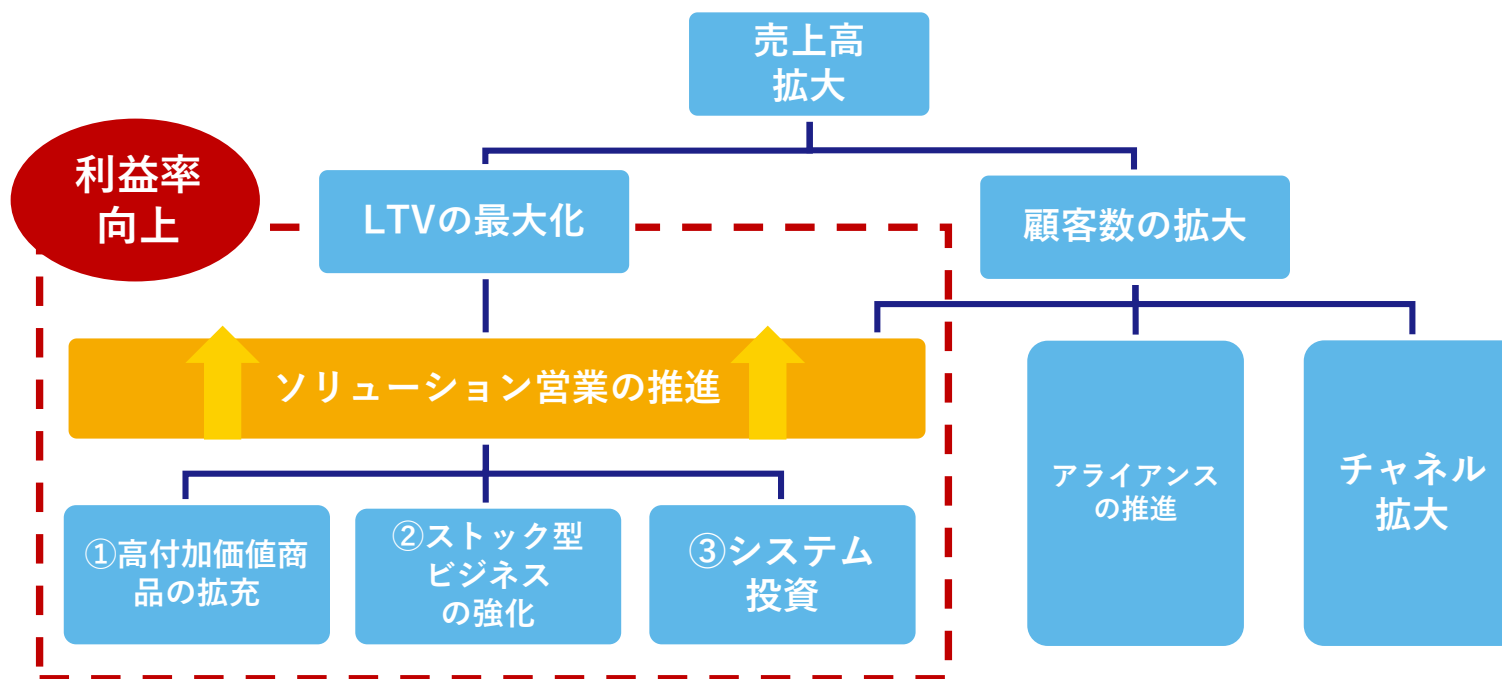 売上高
拡大
利益率
向上
LTVの最大化
顧客数の拡大
ソリューション営業の推進
①高付加価値商
品の拡充
②ストック型
ビジネス
の強化
③システム
投資
アライアンス
の推進
チャネル
拡大